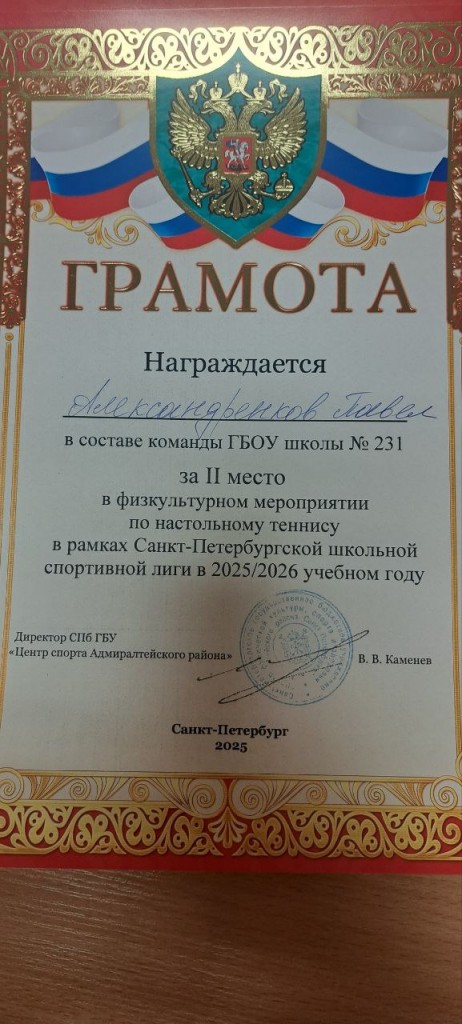 ГРАМОТА
Награждается
Александренков Павел
в составе команды ГБОУ школы № 231
за II место
в физкультурном мероприятии
по настольному теннису
в рамках Санкт-Петербургской школьной
спортивной лиги в 2025/2026 учебном году
Директор СПб ГБУ
«Центр спорта Адмиралтейского района»
В. В. Каменев
Санкт-Петербург
2025